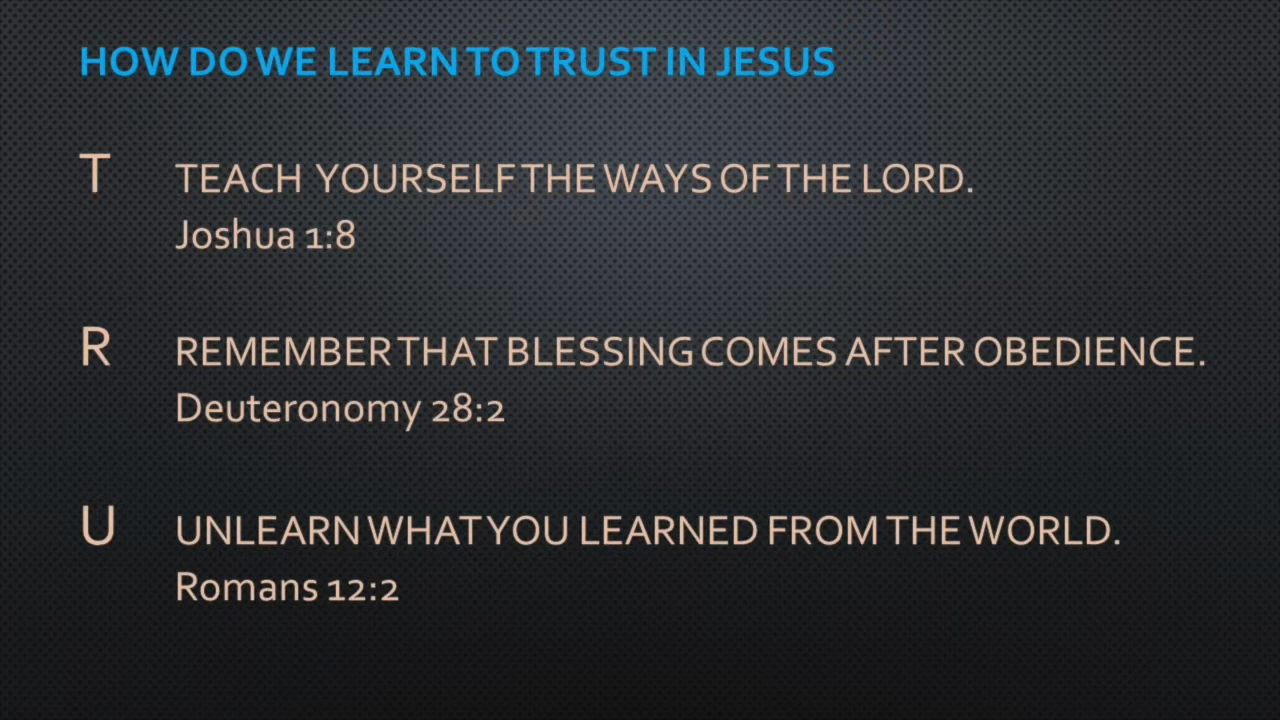 HOW DO WE LEARN TO TRUST IN JESUS
T TEACH YOURSELF THE WAYS OF THE LORD.
Joshua 1:8
R REMEMBER THAT BLESSING COMES AFTER OBEDIENCE.
Deuteronomy 28:2
U UNLEARN WHAT YOU LEARNED FROM THE WORLD.
Romans 12:2